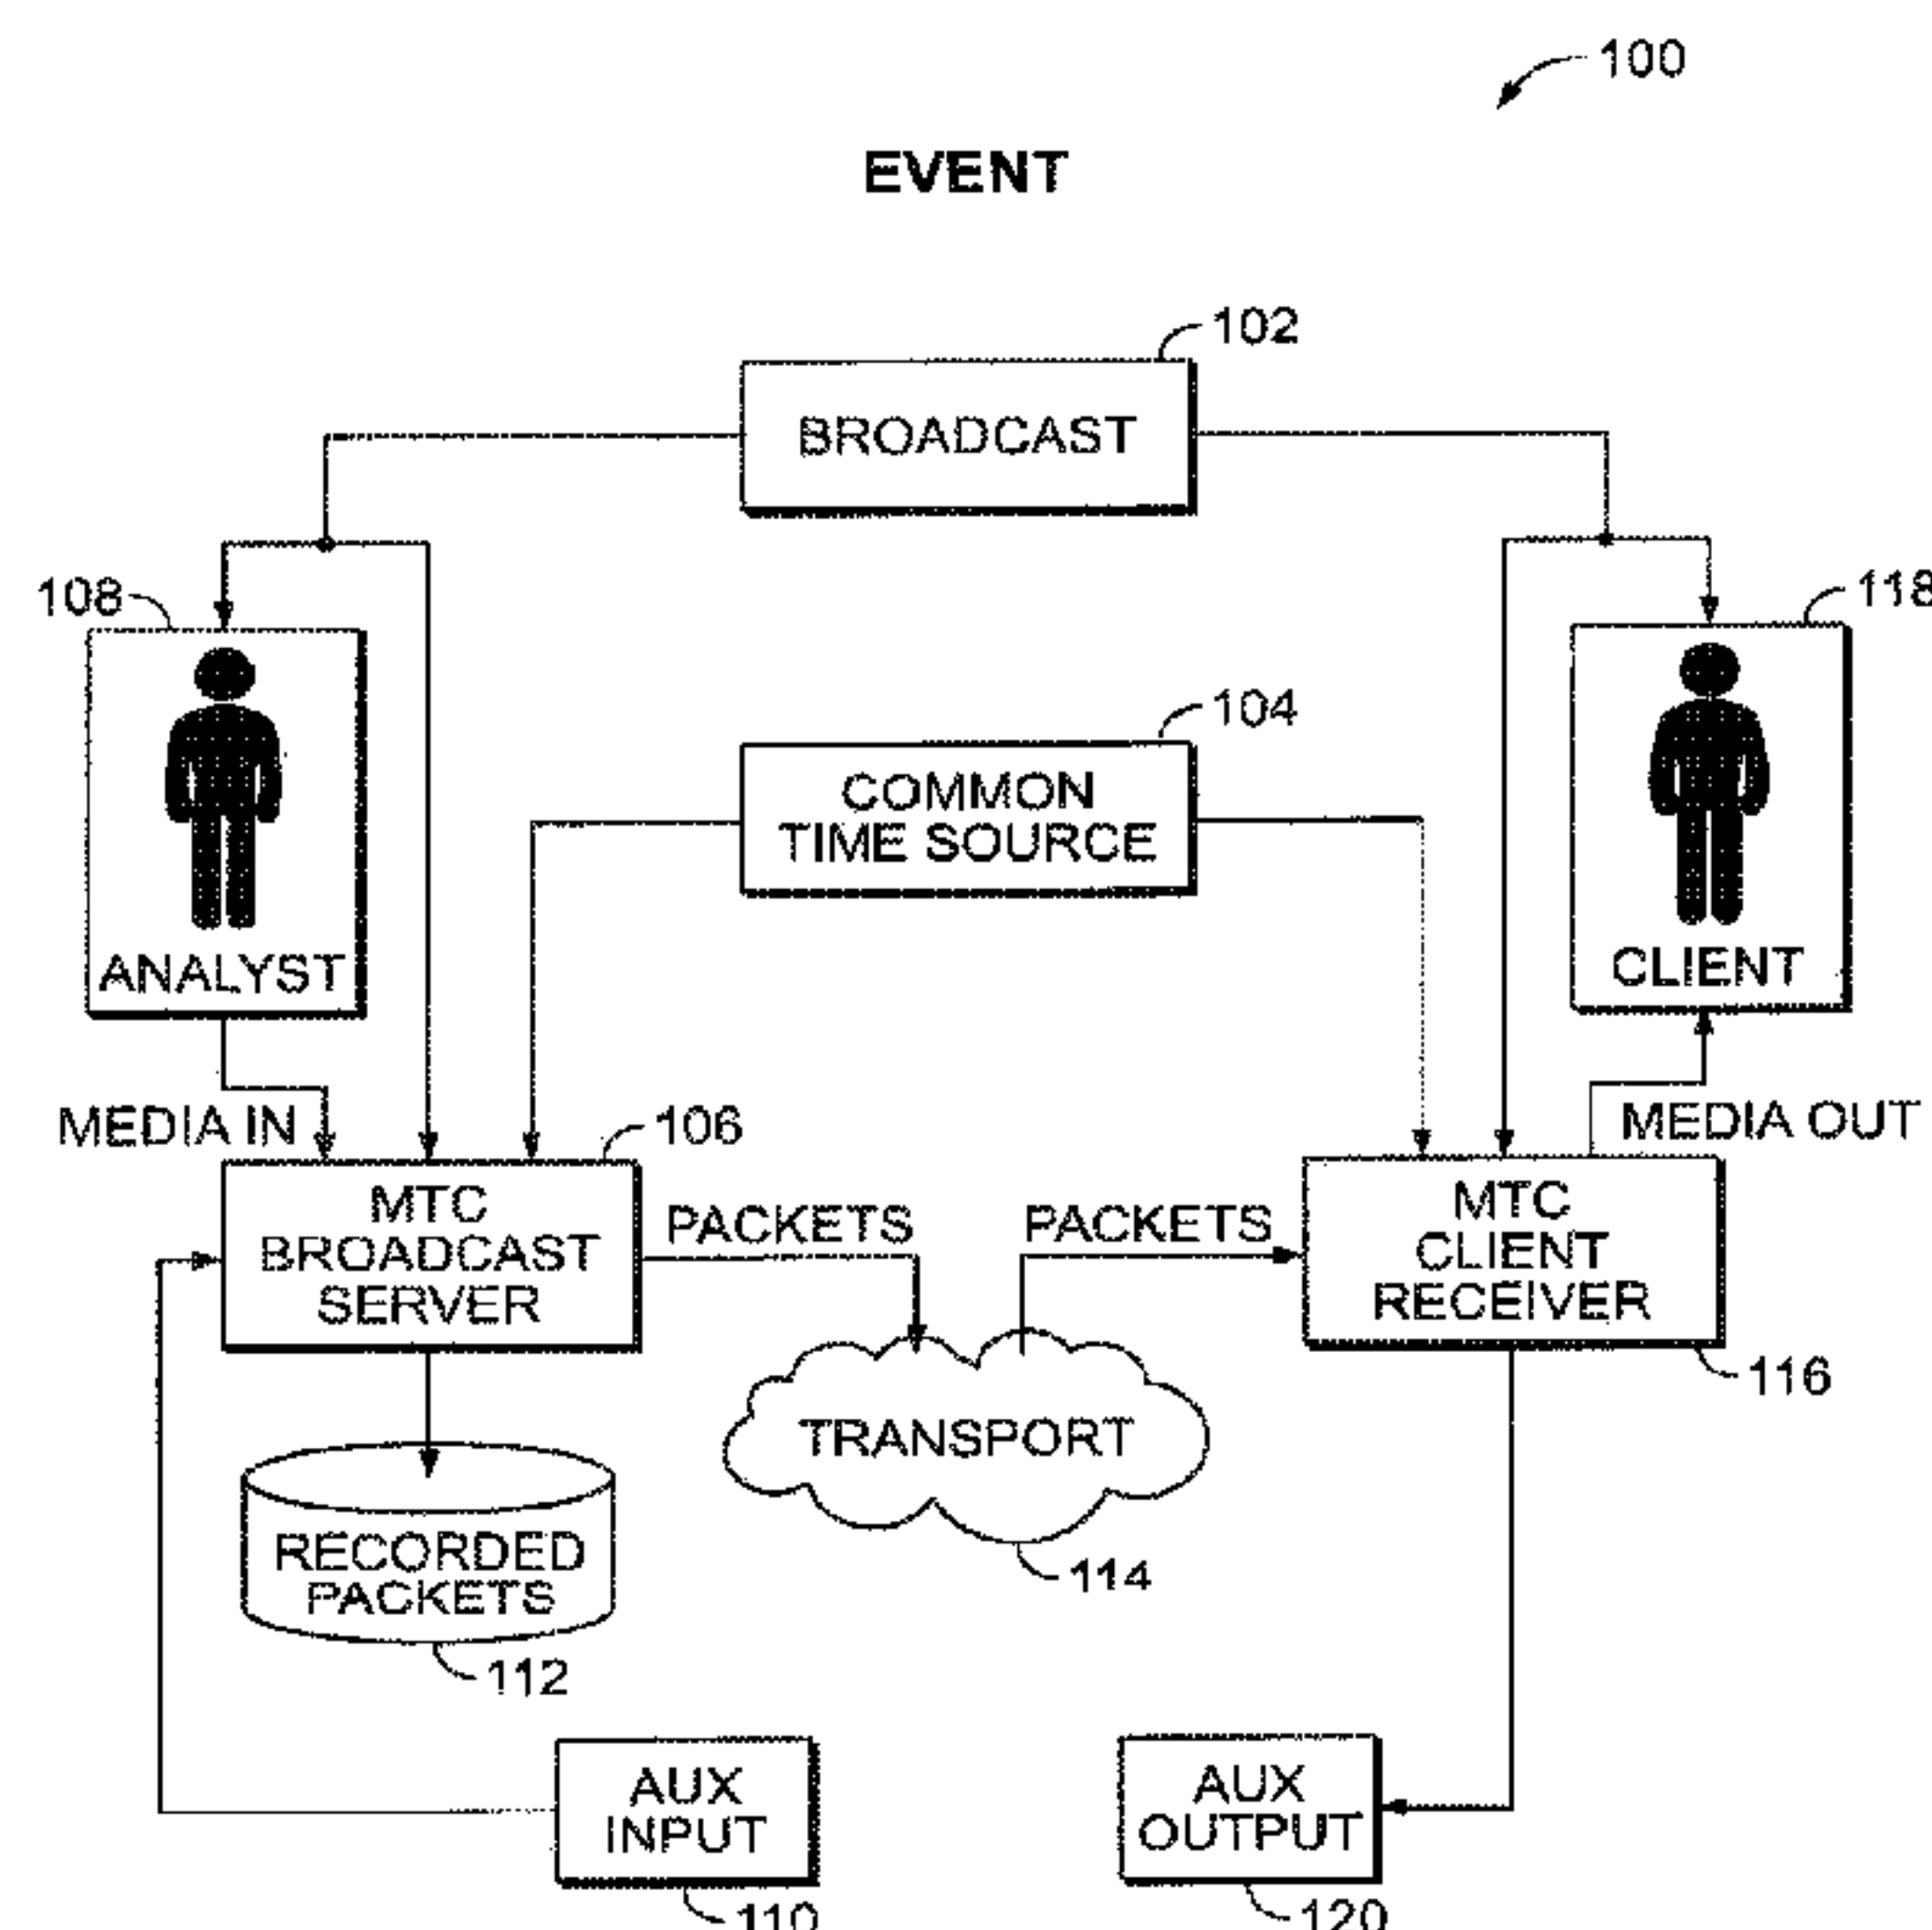 100
EVENT
102
BROADCAST
108
118
104
COMMON
TIME SOURCE
ANALYST
CLIENT
MEDIA IN
106
MEDIA OUT
MTC
BROADCAST
SERVER
PACKETS
PACKETS
MTC
CLIENT
RECEIVER
116
TRANSPORT
RECORDED
PACKETS
114
112
AUX
INPUT
AUX
OUTPUT
110
120